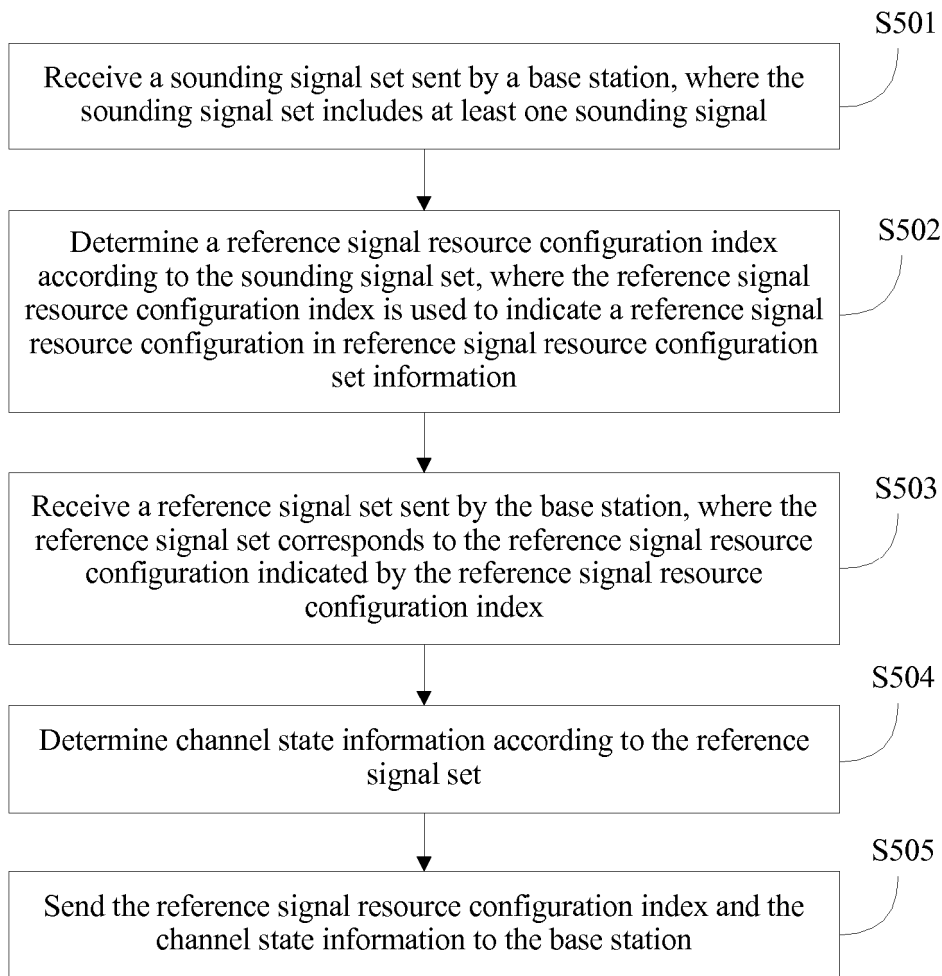 S501
Receive a sounding signal set sent by a base station, where the
sounding signal set includes at least one sounding signal
S502
Determine a reference signal resource configuration index
according to the sounding signal set, where the reference signal
resource configuration index is used to indicate a reference signal
resource configuration in reference signal resource configuration
set information
S503
Receive a reference signal set sent by the base station, where the
reference signal set corresponds to the reference signal resource
configuration indicated by the reference signal resource
configuration index
S504
Determine channel state information according to the reference
signal set
S505
Send the reference signal resource configuration index and the
channel state information to the base station